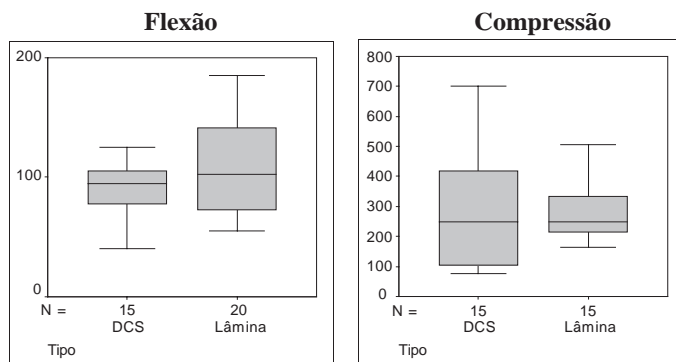 Flexão
200
100
0
N =
15
20
DCS
Lâmina
Tipo
Compressão
800
700
600
500
400
300
200
100
0
N =
15
15
DCS
Lâmina
Tipo